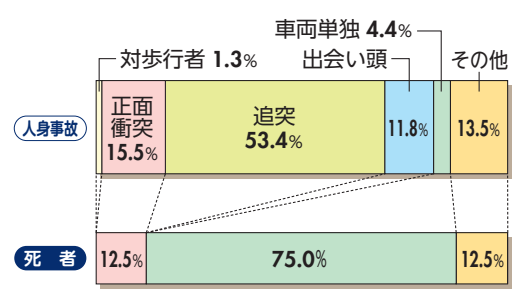 車両単独 4.4%
対歩行者 1.3%
出会い頭
その他
人身事故
正面
衝突
15.5%
追突
53.4%
11.8%
13.5%
死 者
12.5%
75.0%
12.5%